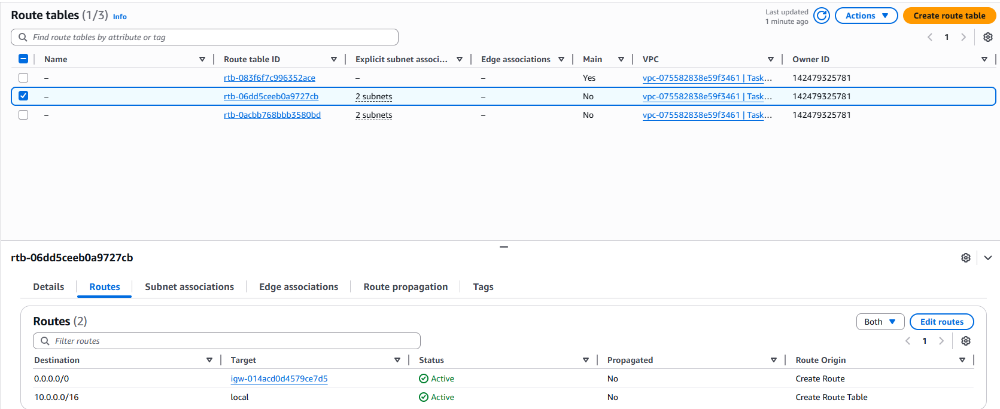 Route tables (1/3) Info
Last updated
1 minute ago
Actions
Create route table
Find route tables by attribute or tag
1
Name Route table ID Explicit subnet associ... Edge associations Main VPC Owner ID
– rtb-083f6f7c996352ace – – Yes vpc-075582838e59f3461 | Task... 142479325781
– rtb-06dd5ceeb0a9727cb 2 subnets – No vpc-075582838e59f3461 | Task... 142479325781
– rtb-0acbb768bbb3580bd 2 subnets – No vpc-075582838e59f3461 | Task... 142479325781
rtb-06dd5ceeb0a9727cb
Details Routes Subnet associations Edge associations Route propagation Tags
Routes (2)
Both
Edit routes
Filter routes
1
Destination Target Status Propagated Route Origin
0.0.0.0/0 igw-014acd0d4579ce7d5 Active No Create Route
10.0.0.0/16 local Active No Create Route Table